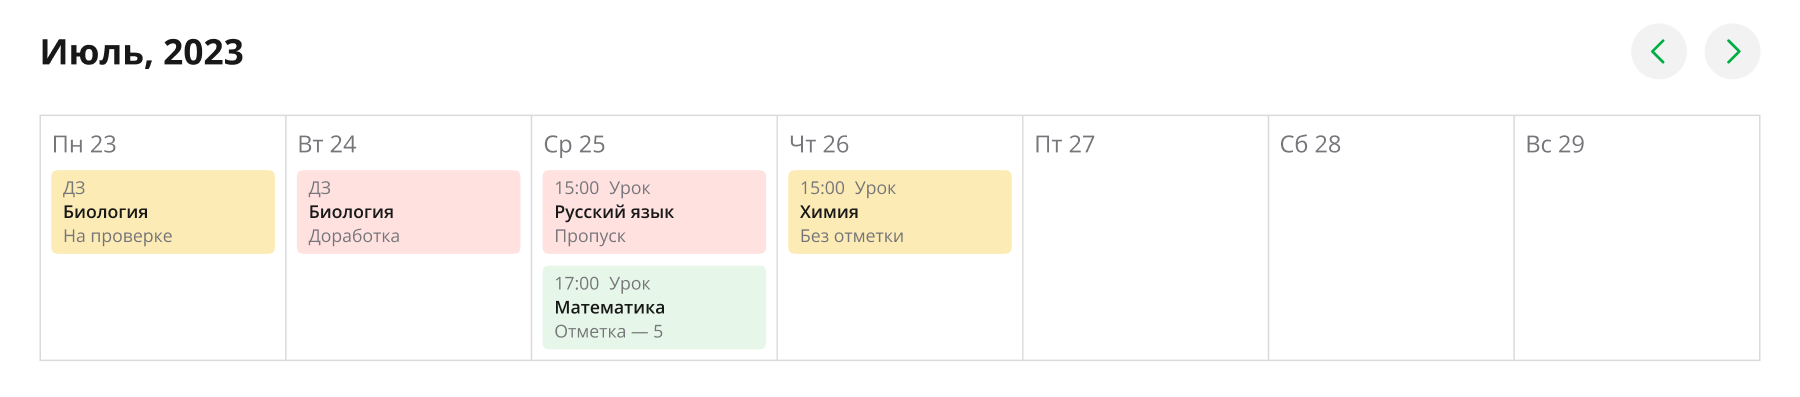 Июль, 2023
Пн 23
ДЗ
Биология
На проверке
Вт 24
ДЗ
Биология
Доработка
Ср 25
15:00 Урок
Русский язык
Пропуск
17:00 Урок
Математика
Отметка — 5
Чт 26
15:00 Урок
Химия
Без отметки
Пт 27
Сб 28
Вс 29